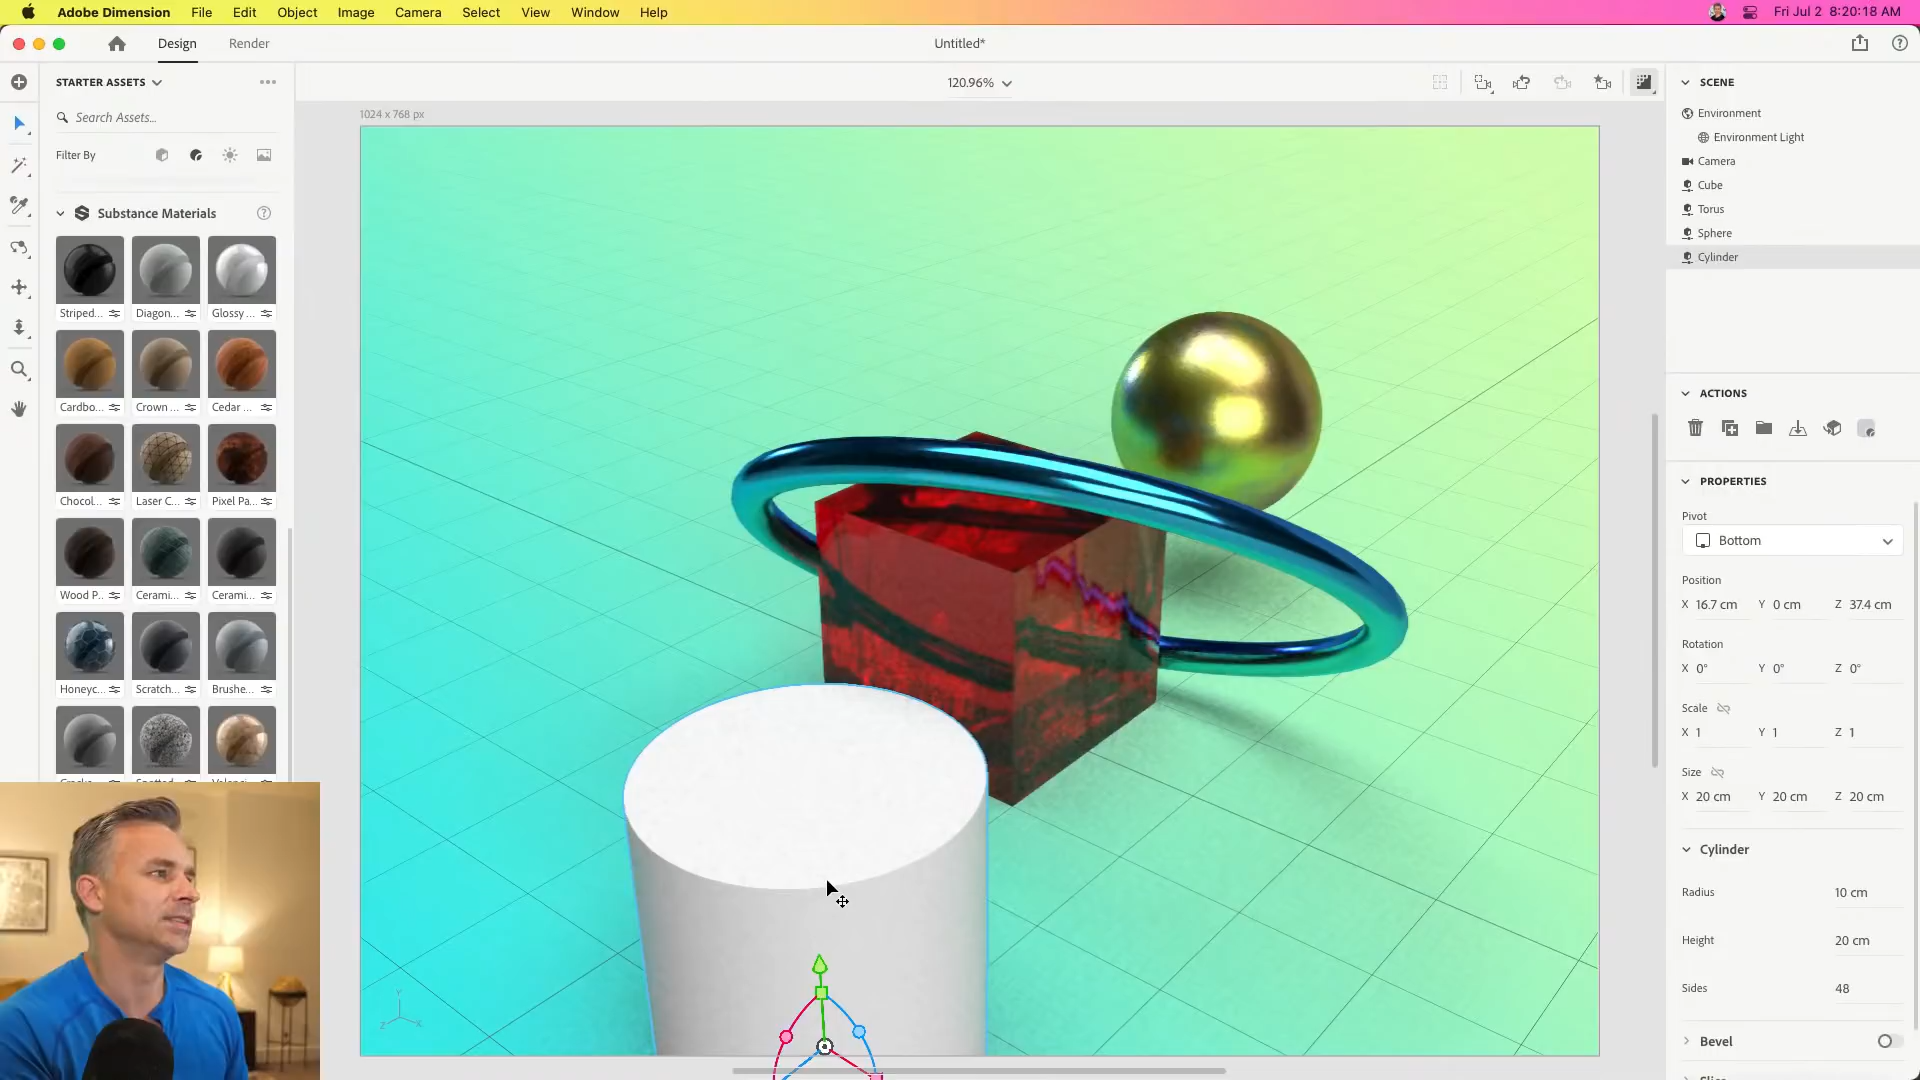 Adobe Dimension File Edit Object Image Camera Select View Window Help Fri Jul 2 8:20:18 AM
Design Render Untitled*
STARTER ASSETS
Search Assets...
Filter By
Substance Materials
Striped... Diagon... Glossy ...
Cardbo... Crown ... Cedar ...
Chocol... Laser C... Pixel Pa...
Wood P... Cerami... Cerami...
Honeyc... Scratch... Brushe...
120.96%
1024 x 768 px
Y
Z X
SCENE
Environment
Environment Light
Camera
Cube
Torus
Sphere
Cylinder
ACTIONS
PROPERTIES
Pivot
Bottom
Position
X 16.7 cm Y 0 cm Z 37.4 cm
Rotation
X 0° Y 0° Z 0°
Scale
X 1 Y 1 Z 1
Size
X 20 cm Y 20 cm Z 20 cm
Cylinder
Radius 10 cm
Height 20 cm
Sides 48
Bevel